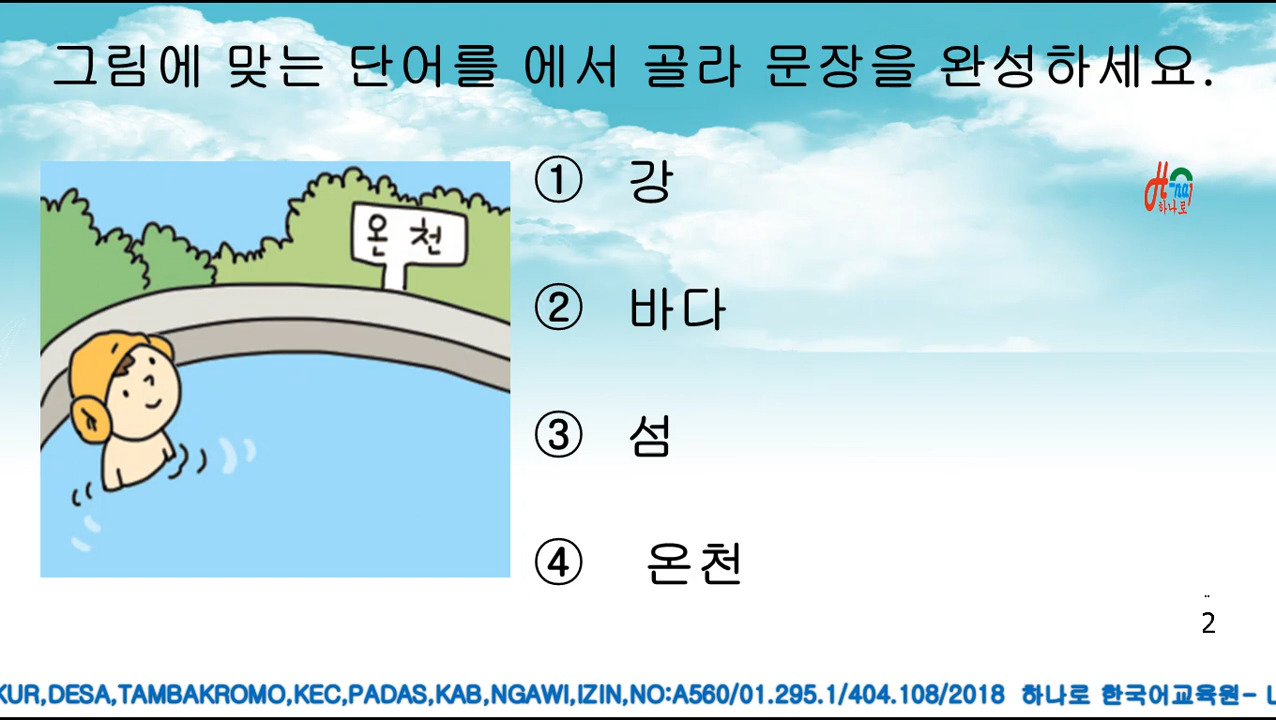 그림에 맞는 단어를 에서 골라 문장을 완성하세요.
온천
① 강
하나로
② 바다
③ 섬
④ 온천
2
KUR,DESA,TAMBAKROMO,KEC,PADAS,KAB,NGAWI,IZIN,NO:A560/01.295.1/404.108/2018 하나로 한국어교육원- L